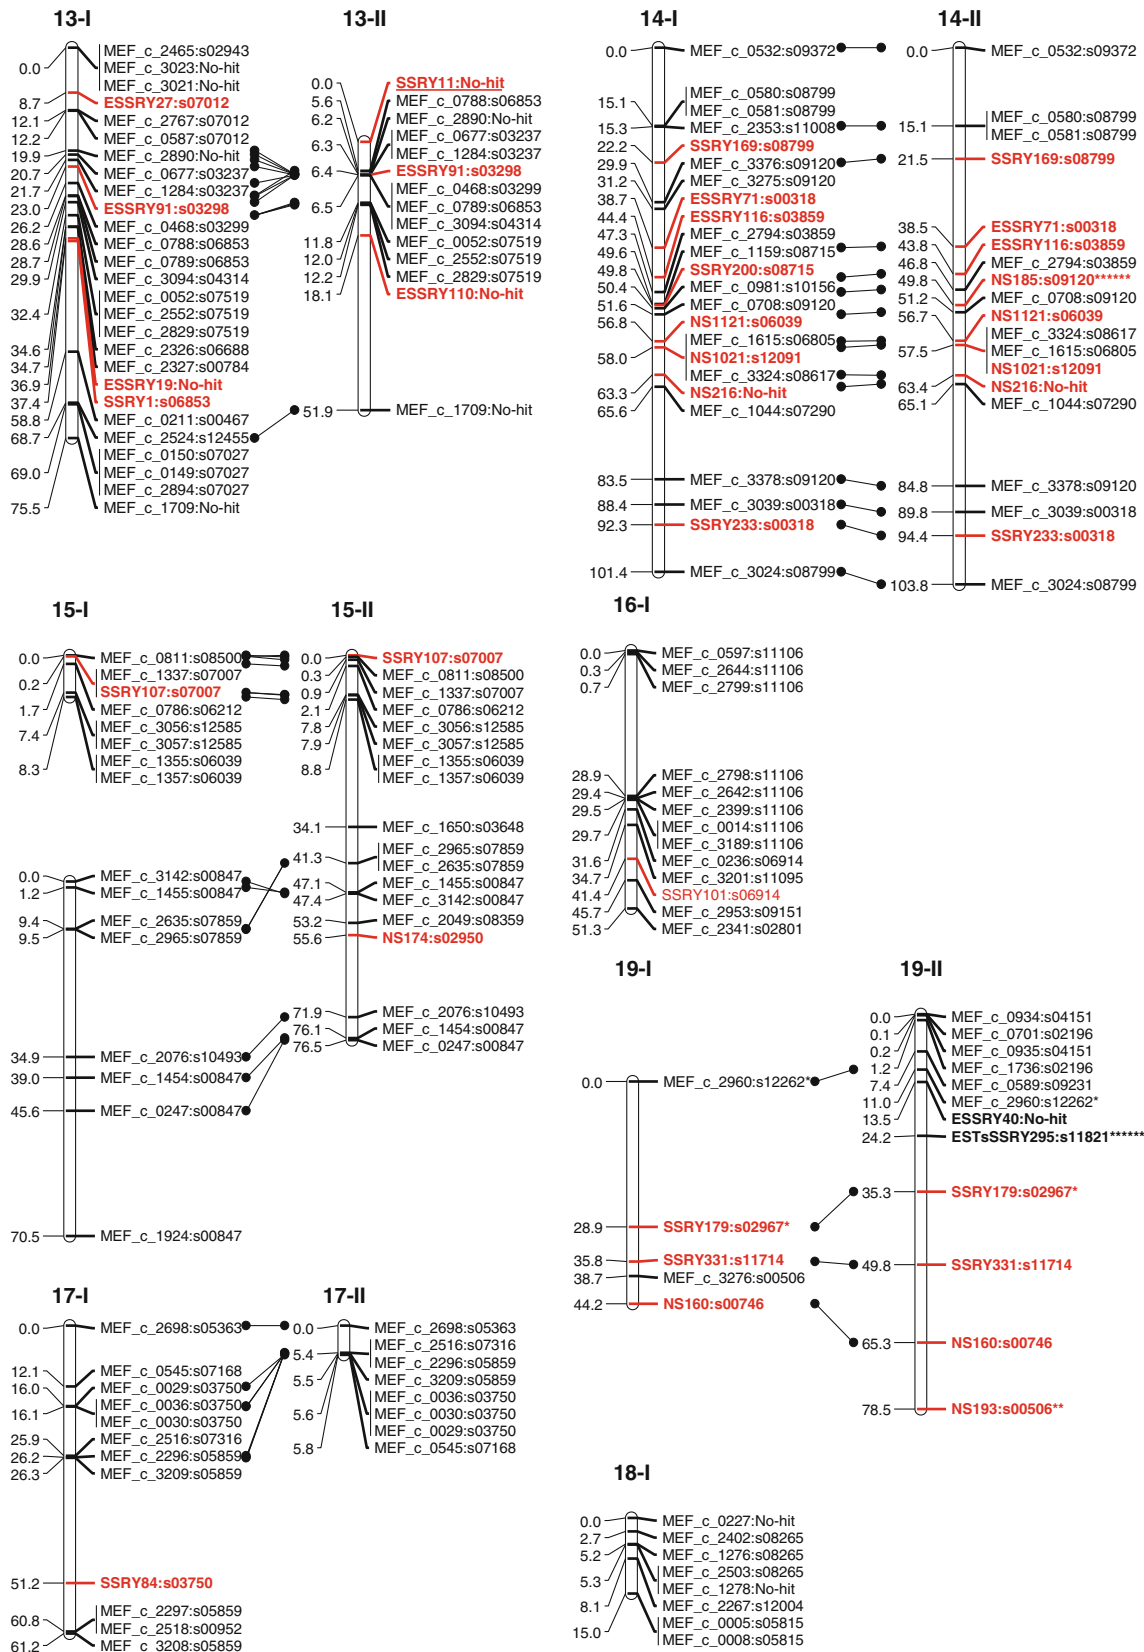 13-I
0.0
8.7
12.1
12.2
19.9
20.7
21.7
23.0
26.2
28.6
28.7
29.9
32.4
34.6
34.7
36.9
37.4
58.8
68.7
69.0
75.5
MEF_c_2465:s02943
MEF_c_3023:No-hit
MEF_c_3021:No-hit
ESSRY27:s07012
MEF_c_2767:s07012
MEF_c_0587:s07012
MEF_c_2890:No-hit
MEF_c_0677:s03237
MEF_c_1284:s03237
ESSRY91:s03298
MEF_c_0468:s03299
MEF_c_0788:s06853
MEF_c_0789:s06853
MEF_c_3094:s04314
MEF_c_0052:s07519
MEF_c_2552:s07519
MEF_c_2829:s07519
MEF_c_2326:s06688
MEF_c_2327:s00784
ESSRY19:No-hit
SSRY1:s06853
MEF_c_0211:s00467
MEF_c_2524:s12455
MEF_c_0150:s07027
MEF_c_0149:s07027
MEF_c_2894:s07027
MEF_c_1709:No-hit
13-II
0.0
5.6
6.2
6.3
6.4
6.5
11.8
12.0
12.2
18.1
51.9
SSRY11:No-hit
MEF_c_0788:s06853
MEF_c_2890:No-hit
MEF_c_0677:s03237
MEF_c_1284:s03237
ESSRY91:s03298
MEF_c_0468:s03299
MEF_c_0789:s06853
MEF_c_3094:s04314
MEF_c_0052:s07519
MEF_c_2552:s07519
MEF_c_2829:s07519
ESSRY110:No-hit
MEF_c_1709:No-hit
14-I
0.0
15.1
15.3
22.2
29.9
31.2
38.7
44.4
47.3
49.6
49.8
50.4
51.6
56.8
58.0
63.3
65.6
83.5
88.4
92.3
101.4
MEF_c_0532:s09372
MEF_c_0580:s08799
MEF_c_0581:s08799
MEF_c_2353:s11008
SSRY169:s08799
MEF_c_3376:s09120
MEF_c_3275:s09120
ESSRY71:s00318
ESSRY116:s03859
MEF_c_2794:s03859
MEF_c_1159:s08715
SSRY200:s08715
MEF_c_0981:s10156
MEF_c_0708:s09120
NS1121:s06039
MEF_c_1615:s06805
NS1021:s12091
MEF_c_3324:s08617
NS216:No-hit
MEF_c_1044:s07290
MEF_c_3378:s09120
MEF_c_3039:s00318
SSRY233:s00318
MEF_c_3024:s08799
14-II
0.0
15.1
21.5
38.5
43.8
46.8
49.8
51.2
56.7
57.5
63.4
65.1
84.8
89.8
94.4
103.8
MEF_c_0532:s09372
MEF_c_0580:s08799
MEF_c_0581:s08799
SSRY169:s08799
ESSRY71:s00318
ESSRY116:s03859
MEF_c_2794:s03859
NS185:s09120******
MEF_c_0708:s09120
NS1121:s06039
MEF_c_3324:s08617
MEF_c_1615:s06805
NS1021:s12091
NS216:No-hit
MEF_c_1044:s07290
MEF_c_3378:s09120
MEF_c_3039:s00318
SSRY233:s00318
MEF_c_3024:s08799
15-I
0.0
0.2
1.7
7.4
8.3
MEF_c_0811:s08500
MEF_c_1337:s07007
SSRY107:s07007
MEF_c_0786:s06212
MEF_c_3056:s12585
MEF_c_3057:s12585
MEF_c_1355:s06039
MEF_c_1357:s06039
0.0
1.2
9.4
9.5
34.9
39.0
45.6
70.5
MEF_c_3142:s00847
MEF_c_1455:s00847
MEF_c_2635:s07859
MEF_c_2965:s07859
MEF_c_2076:s10493
MEF_c_1454:s00847
MEF_c_0247:s00847
MEF_c_1924:s00847
15-II
0.0
0.3
0.9
2.1
7.8
7.9
8.8
34.1
41.3
47.1
47.4
53.2
55.6
71.9
76.1
76.5
SSRY107:s07007
MEF_c_0811:s08500
MEF_c_1337:s07007
MEF_c_0786:s06212
MEF_c_3056:s12585
MEF_c_3057:s12585
MEF_c_1355:s06039
MEF_c_1357:s06039
MEF_c_1650:s03648
MEF_c_2965:s07859
MEF_c_2635:s07859
MEF_c_1455:s00847
MEF_c_3142:s00847
MEF_c_2049:s08359
NS174:s02950
MEF_c_2076:s10493
MEF_c_1454:s00847
MEF_c_0247:s00847
16-I
0.0
0.3
0.7
28.9
29.4
29.5
29.7
31.6
34.7
41.4
45.7
51.3
MEF_c_0597:s11106
MEF_c_2644:s11106
MEF_c_2799:s11106
MEF_c_2798:s11106
MEF_c_2642:s11106
MEF_c_2399:s11106
MEF_c_0014:s11106
MEF_c_3189:s11106
MEF_c_0236:s06914
MEF_c_3201:s11095
SSRY101:s06914
MEF_c_2953:s09151
MEF_c_2341:s02801
19-I
0.0
28.9
35.8
38.7
44.2
MEF_c_2960:s12262*
SSRY179:s02967*
SSRY331:s11714
MEF_c_3276:s00506
NS160:s00746
19-II
0.0
0.1
0.2
1.2
7.4
11.0
13.5
24.2
35.3
49.8
65.3
78.5
MEF_c_0934:s04151
MEF_c_0701:s02196
MEF_c_0935:s04151
MEF_c_1736:s02196
MEF_c_0589:s09231
MEF_c_2960:s12262*
ESSRY40:No-hit
ESTsSSRY295:s11821******
SSRY179:s02967*
SSRY331:s11714
NS160:s00746
NS193:s00506**
17-I
0.0
12.1
16.0
16.1
25.9
26.2
26.3
51.2
60.8
61.2
MEF_c_2698:s05363
MEF_c_0545:s07168
MEF_c_0029:s03750
MEF_c_0036:s03750
MEF_c_0030:s03750
MEF_c_2516:s07316
MEF_c_2296:s05859
MEF_c_3209:s05859
SSRY84:s03750
MEF_c_2297:s05859
MEF_c_2518:s00952
MEF_c_3208:s05859
17-II
0.0
5.4
5.5
5.6
5.8
MEF_c_2698:s05363
MEF_c_2516:s07316
MEF_c_2296:s05859
MEF_c_3209:s05859
MEF_c_0036:s03750
MEF_c_0030:s03750
MEF_c_0029:s03750
MEF_c_0545:s07168
18-I
0.0
2.7
5.2
5.3
8.1
15.0
MEF_c_0227:No-hit
MEF_c_2402:s08265
MEF_c_1276:s08265
MEF_c_2503:s08265
MEF_c_1278:No-hit
MEF_c_2267:s12004
MEF_c_0005:s05815
MEF_c_0008:s05815